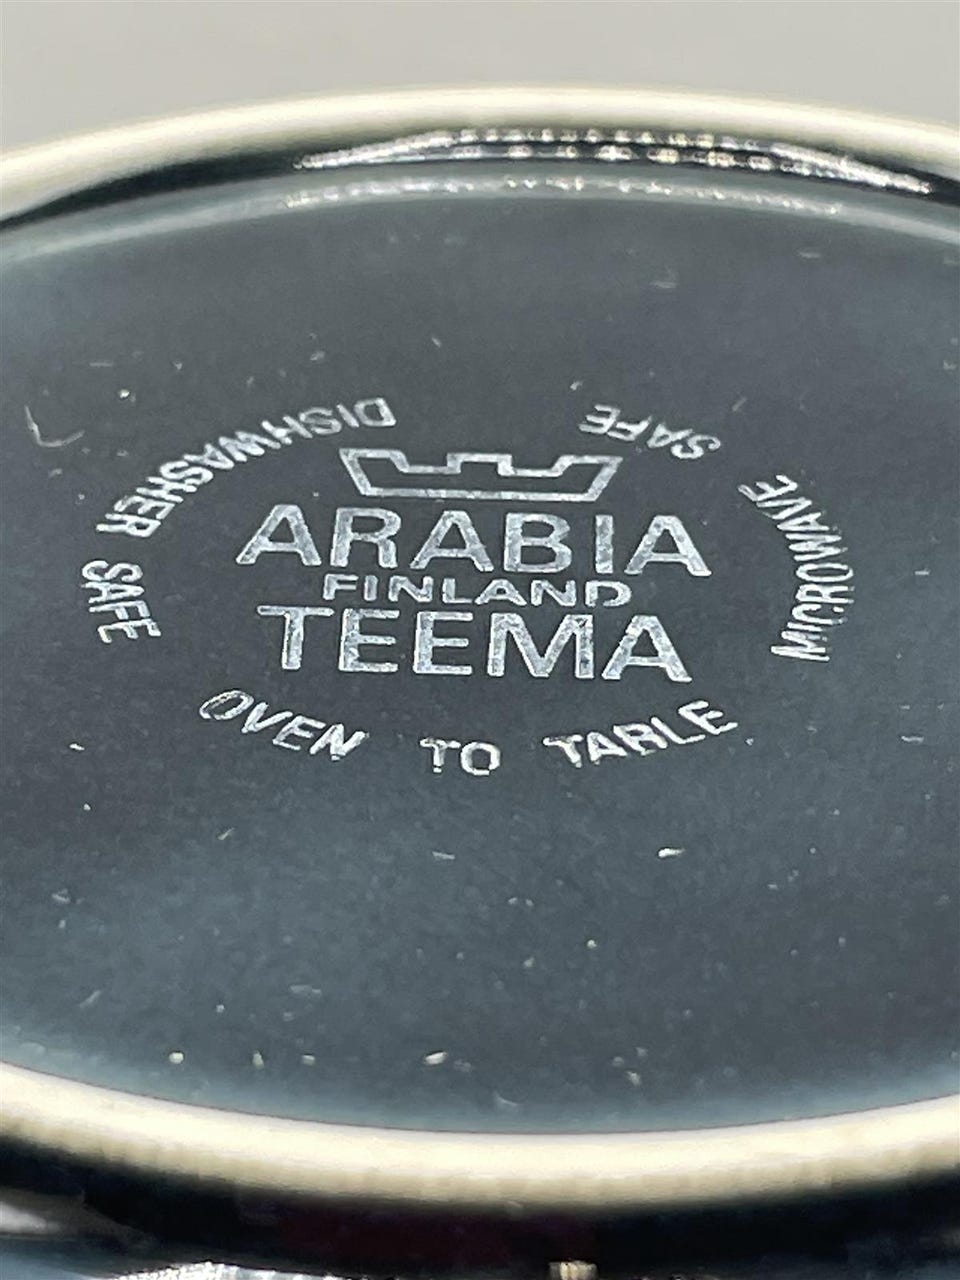 ARABIA
FINLAND
TEEMA
OVEN TO TABLE
MICROWAVE SAFE
DISHWASHER SAFE